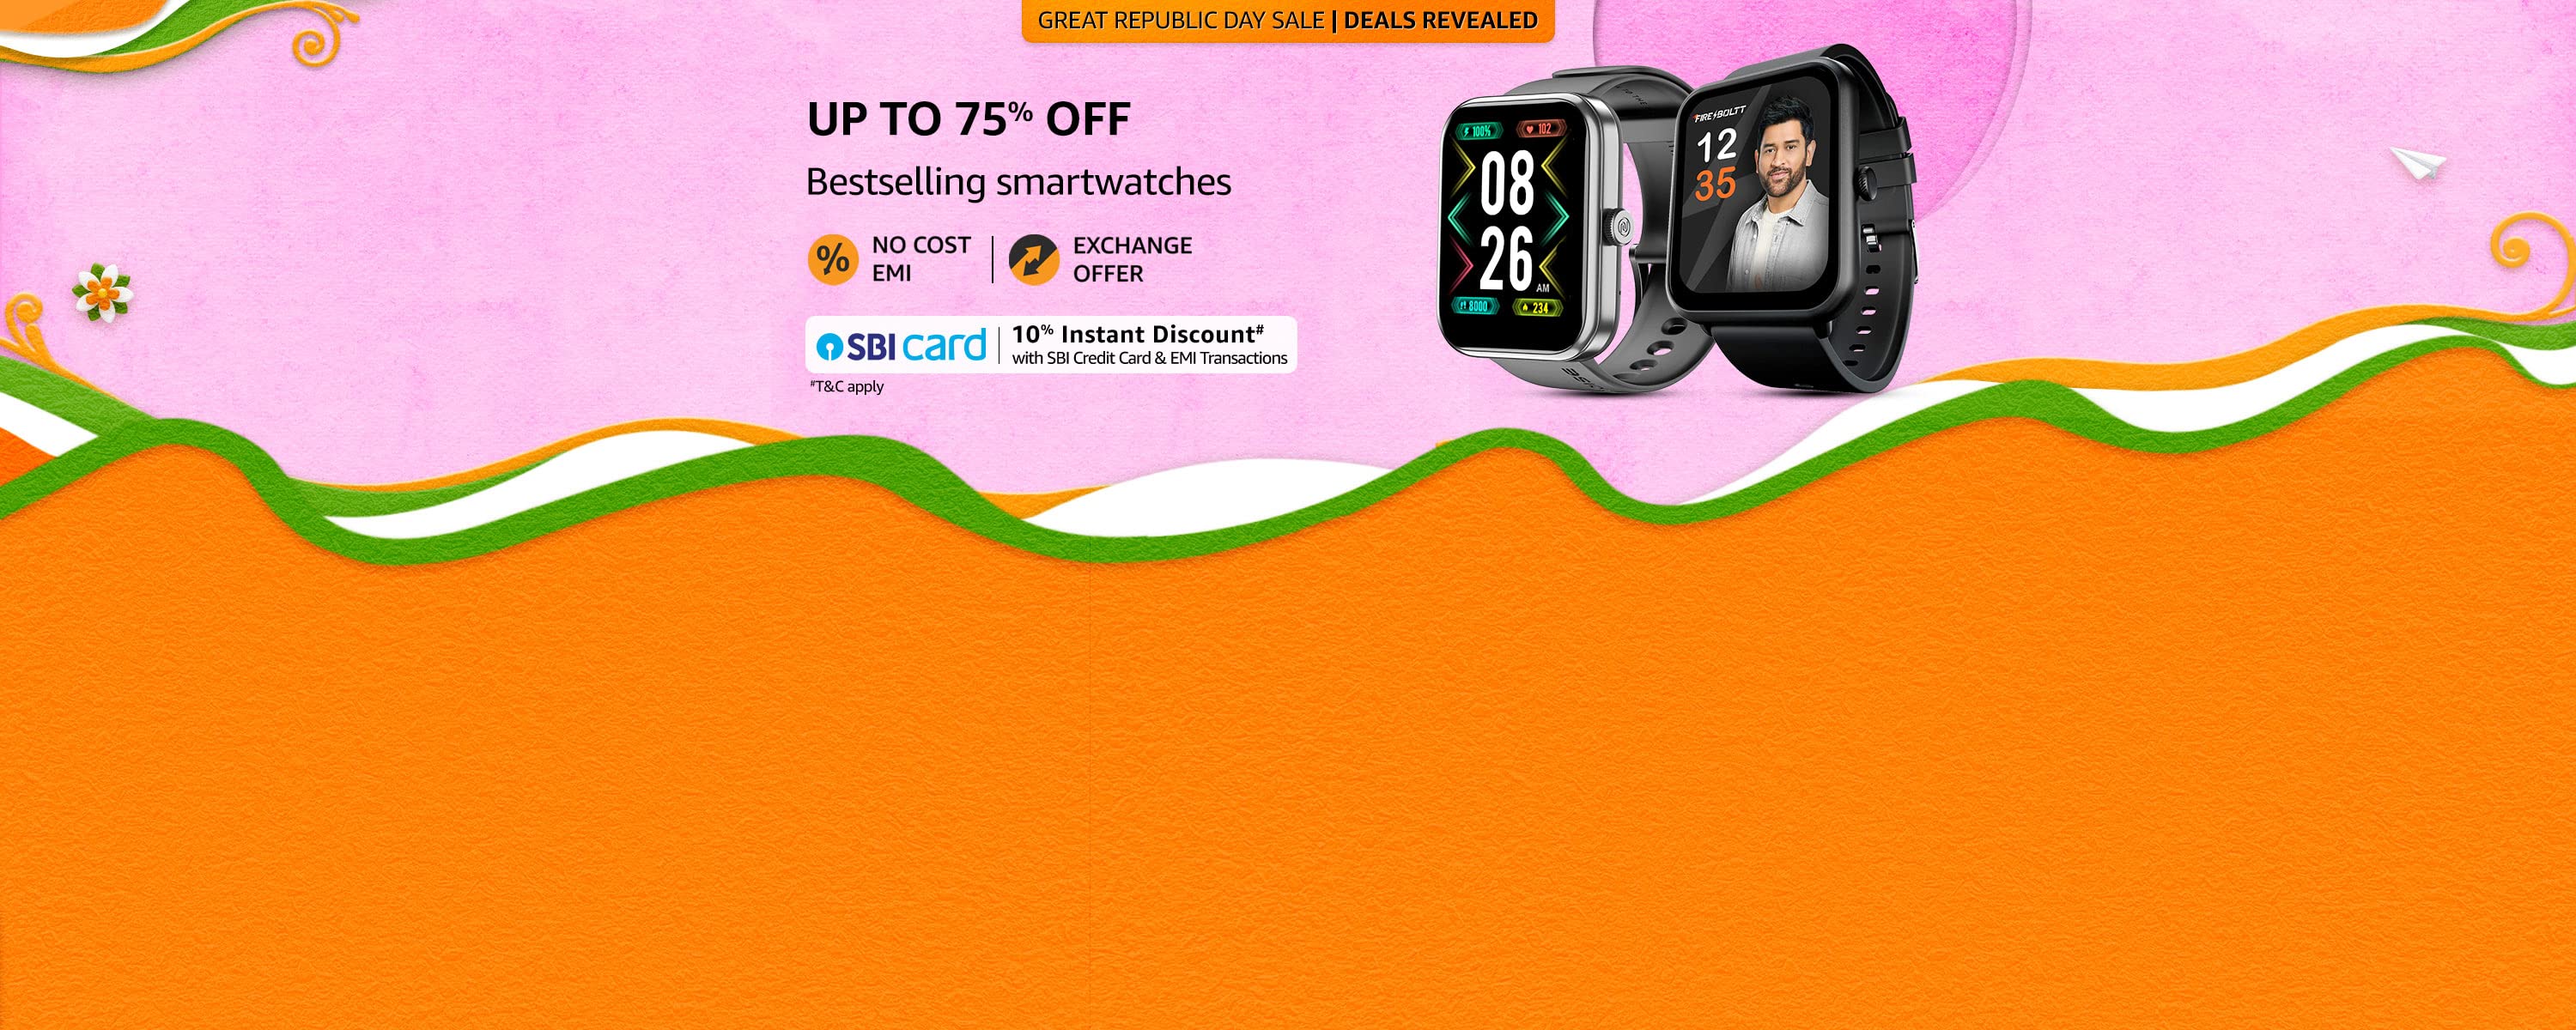 GREAT REPUBLIC DAY SALE | DEALS REVEALED
UP TO 75% OFF
Bestselling smartwatches
NO COST
EMI
EXCHANGE
OFFER
SBI card
10% Instant Discount#
with SBI Credit Card & EMI Transactions
#T&C apply
100%
102
08
26
AM
8000
234
FIRE-BOLTT
12
35